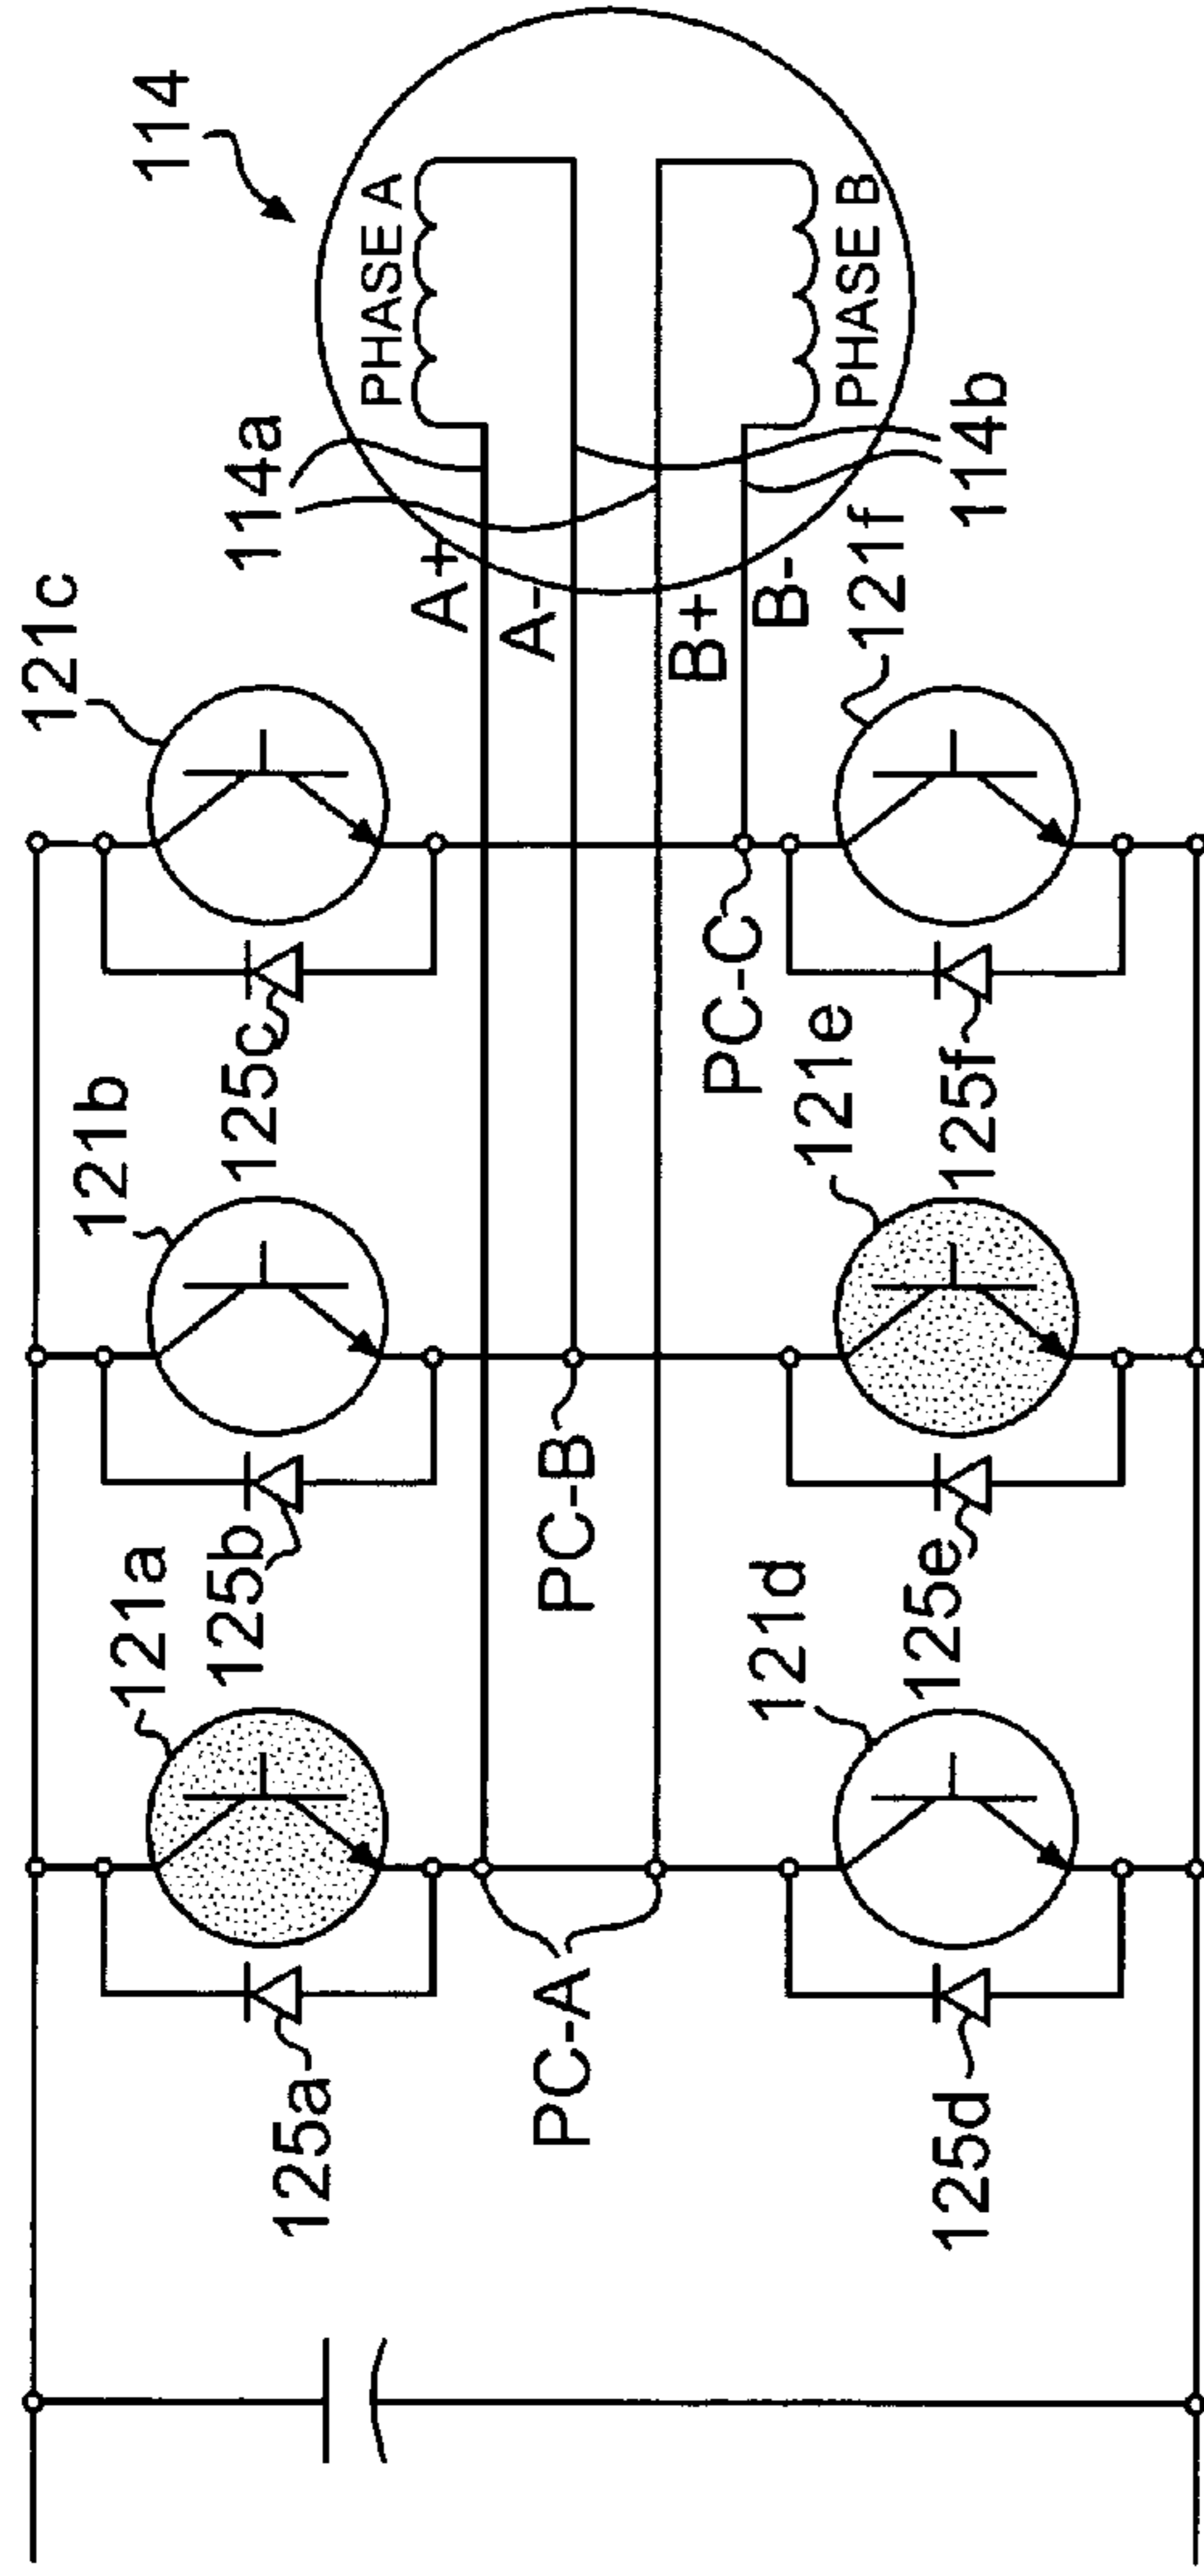 125a
121a
125b
121b
125c
121c
114
114a
PHASE A
A+
A-
PC-A
PC-B
PC-C
B+
B-
PHASE B
114b
125d
121d
125e
121e
125f
121f